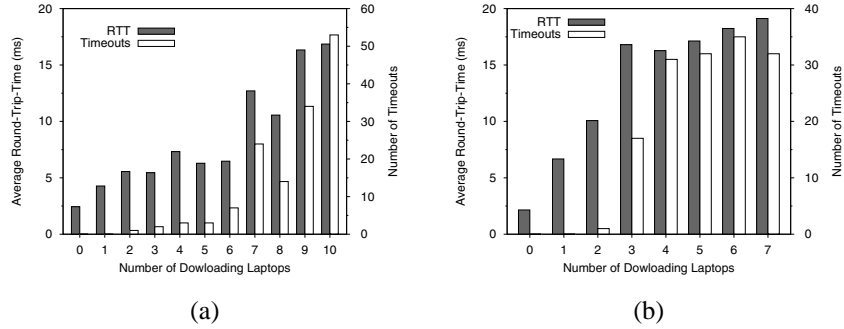 20
15
10
5
0
Average Round-Trip-Time (ms)
RTT
Timeouts
60
50
40
30
20
10
0
Number of Timeouts
0 1 2 3 4 5 6 7 8 9 10
Number of Dowloading Laptops
(a)
20
15
10
5
0
Average Round-Trip-Time (ms)
RTT
Timeouts
40
30
20
10
0
Number of Timeouts
0 1 2 3 4 5 6 7
Number of Dowloading Laptops
(b)